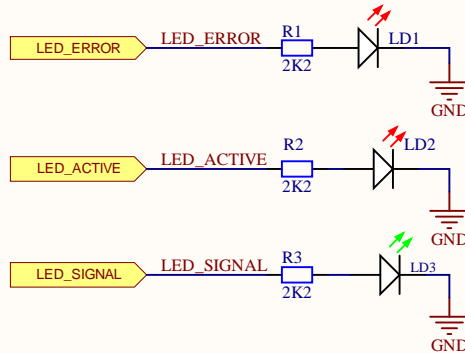 LED_ERROR LED_ERROR R1 2K2 LD1 GND
LED_ACTIVE LED_ACTIVE R2 2K2 LD2 GND
LED_SIGNAL LED_SIGNAL R3 2K2 LD3 GND